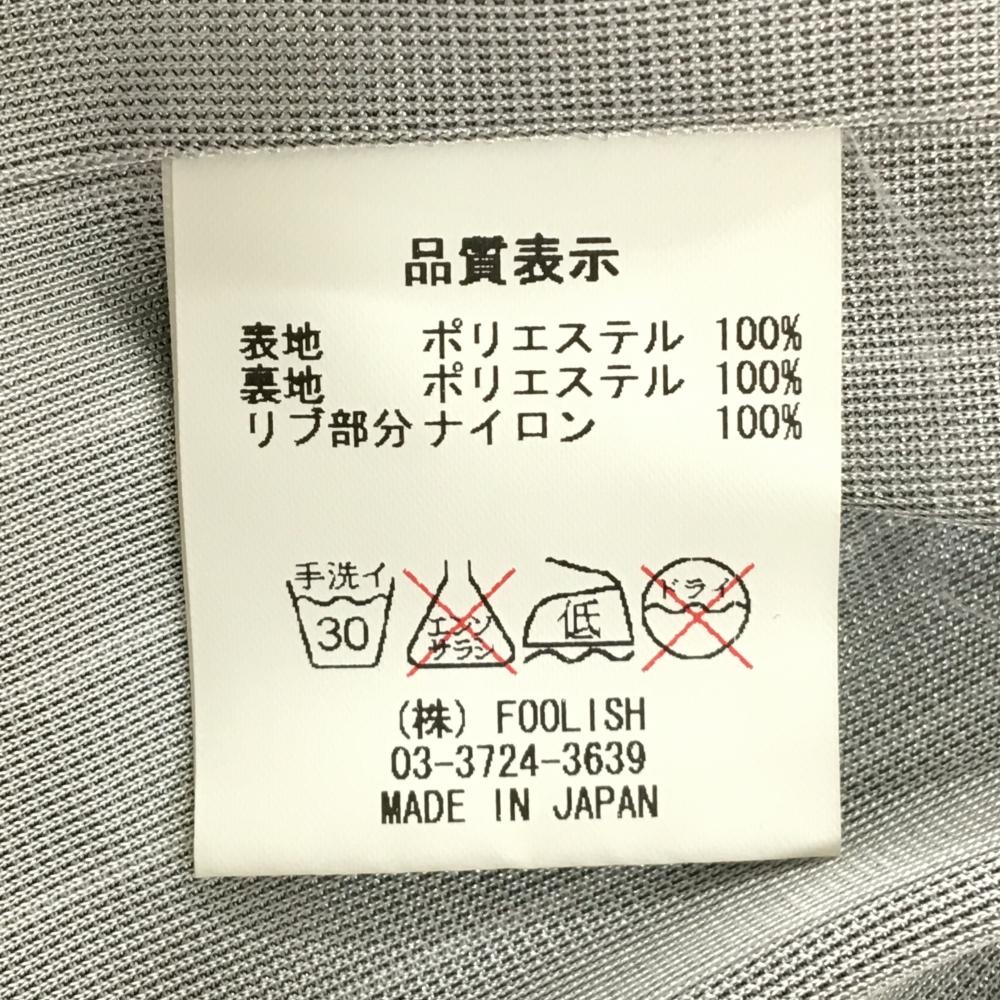 品質表示
表地 ポリエステル 100%
裏地 ポリエステル 100%
リブ部分 ナイロン 100%
手洗イ
30
エンソ
サラシ
低
ドライ
(株) FOOLISH
03-3724-3639
MADE IN JAPAN